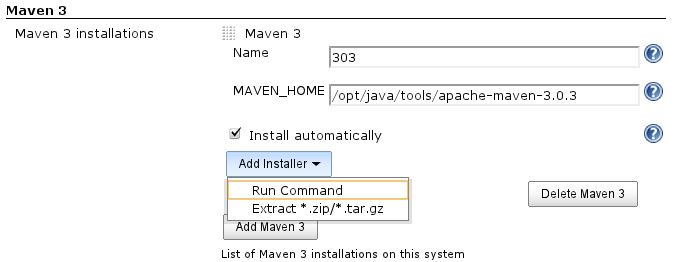 Maven 3
Maven 3 installations
Maven 3
Name
303
MAVEN_HOME
/opt/java/tools/apache-maven-3.0.3
Install automatically
Add Installer
Run Command
Extract *.zip/*.tar.gz
Delete Maven 3
Add Maven 3
List of Maven 3 installations on this system